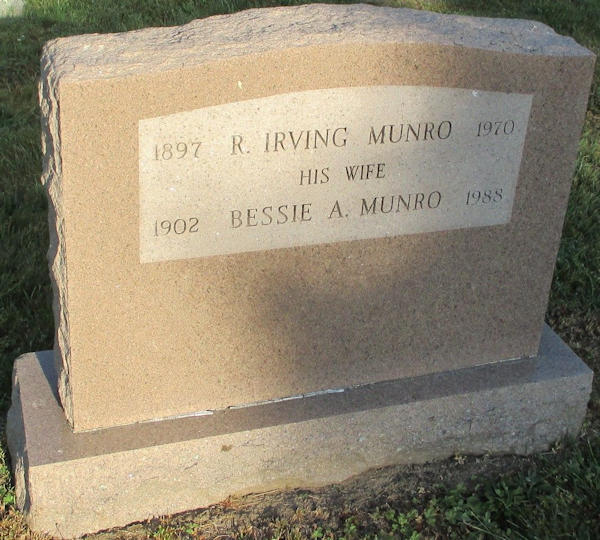 1897 R. IRVING MUNRO 1970
HIS WIFE
1902 BESSIE A. MUNRO 1988